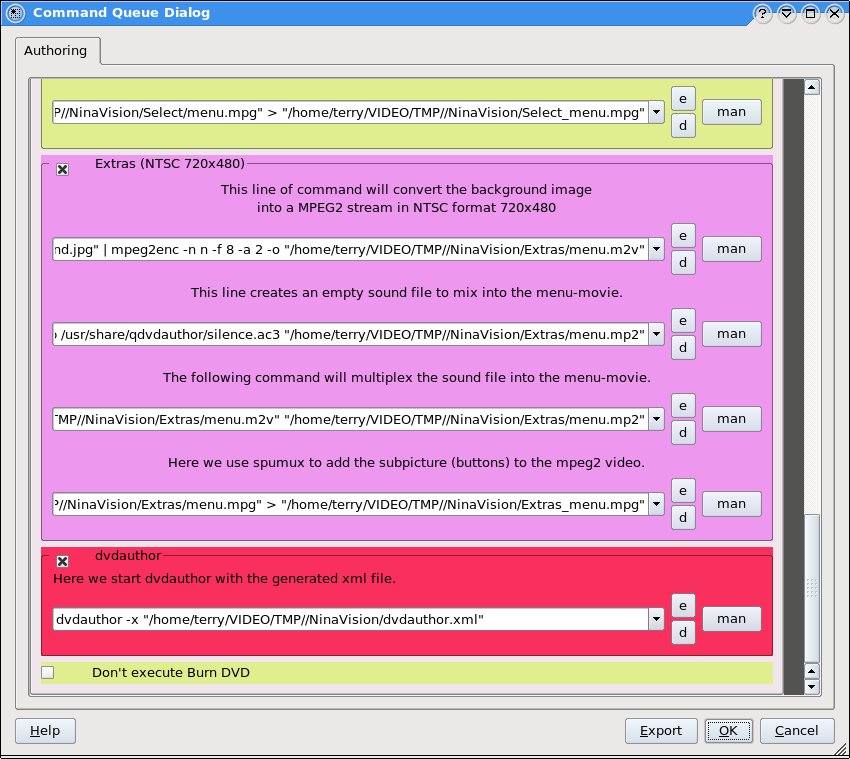 Command Queue Dialog
Authoring
P//NinaVision/Select/menu.mpg" > "/home/terry/VIDEO/TMP//NinaVision/Select_menu.mpg"
e
d
man
Extras (NTSC 720x480)
This line of command will convert the background image
into a MPEG2 stream in NTSC format 720x480
nd.jpg" | mpeg2enc -n n -f 8 -a 2 -o "/home/terry/VIDEO/TMP//NinaVision/Extras/menu.m2v"
e
d
man
This line creates an empty sound file to mix into the menu-movie.
/usr/share/qdvdauthor/silence.ac3 "/home/terry/VIDEO/TMP//NinaVision/Extras/menu.mp2"
e
d
man
The following command will multiplex the sound file into the menu-movie.
TMP//NinaVision/Extras/menu.m2v" "/home/terry/VIDEO/TMP//NinaVision/Extras/menu.mp2"
e
d
man
Here we use spumux to add the subpicture (buttons) to the mpeg2 video.
P//NinaVision/Extras/menu.mpg" > "/home/terry/VIDEO/TMP//NinaVision/Extras_menu.mpg"
e
d
man
dvdauthor
Here we start dvdauthor with the generated xml file.
dvdauthor -x "/home/terry/VIDEO/TMP//NinaVision/dvdauthor.xml"
e
d
man
Don't execute Burn DVD
Help
Export
OK
Cancel